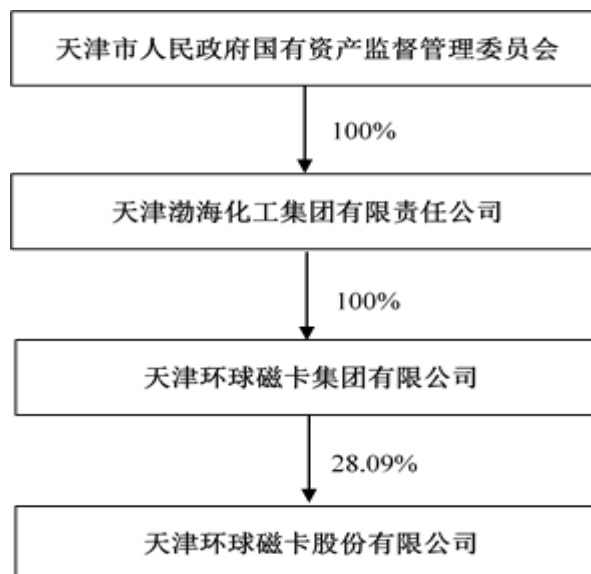 天津市人民政府国有资产监督管理委员会
100%
天津渤海化工集团有限责任公司
100%
天津环球磁卡集团有限公司
28.09%
天津环球磁卡股份有限公司